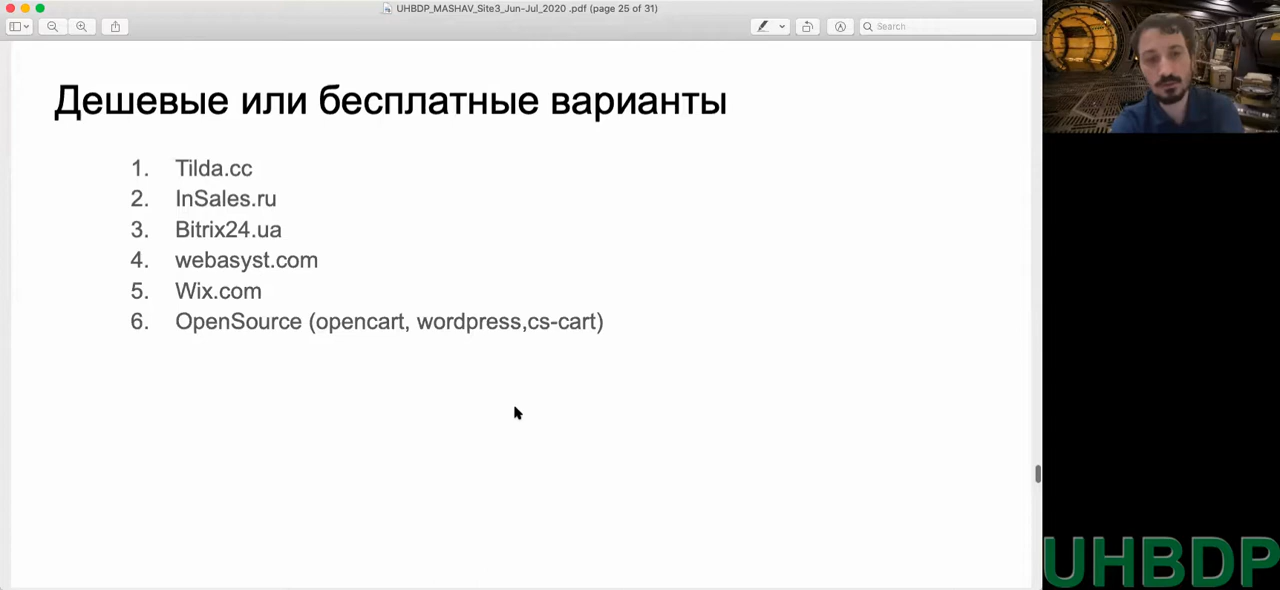 UHBDP_MASHAV_Site3_Jun-Jul_2020 .pdf (page 25 of 31)
Search
Дешевые или бесплатные варианты
1. Tilda.cc
2. InSales.ru
3. Bitrix24.ua
4. webasyst.com
5. Wix.com
6. OpenSource (opencart, wordpress,cs-cart)
UHBDP